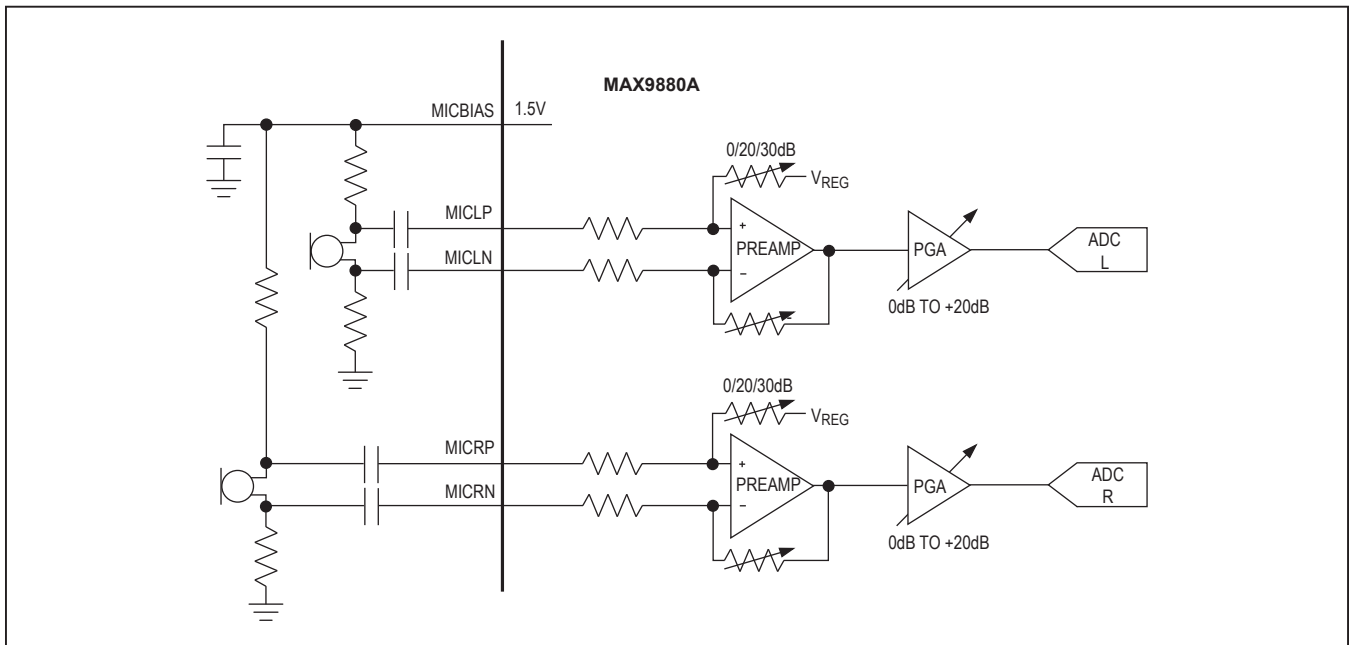 MAX9880A
MICBIAS 1.5V
0/20/30dB
VREG
MICLP
MICLN
+
PREAMP
−
PGA
ADC
L
0dB TO +20dB
0/20/30dB
VREG
MICRP
MICRN
+
PREAMP
−
PGA
ADC
R
0dB TO +20dB